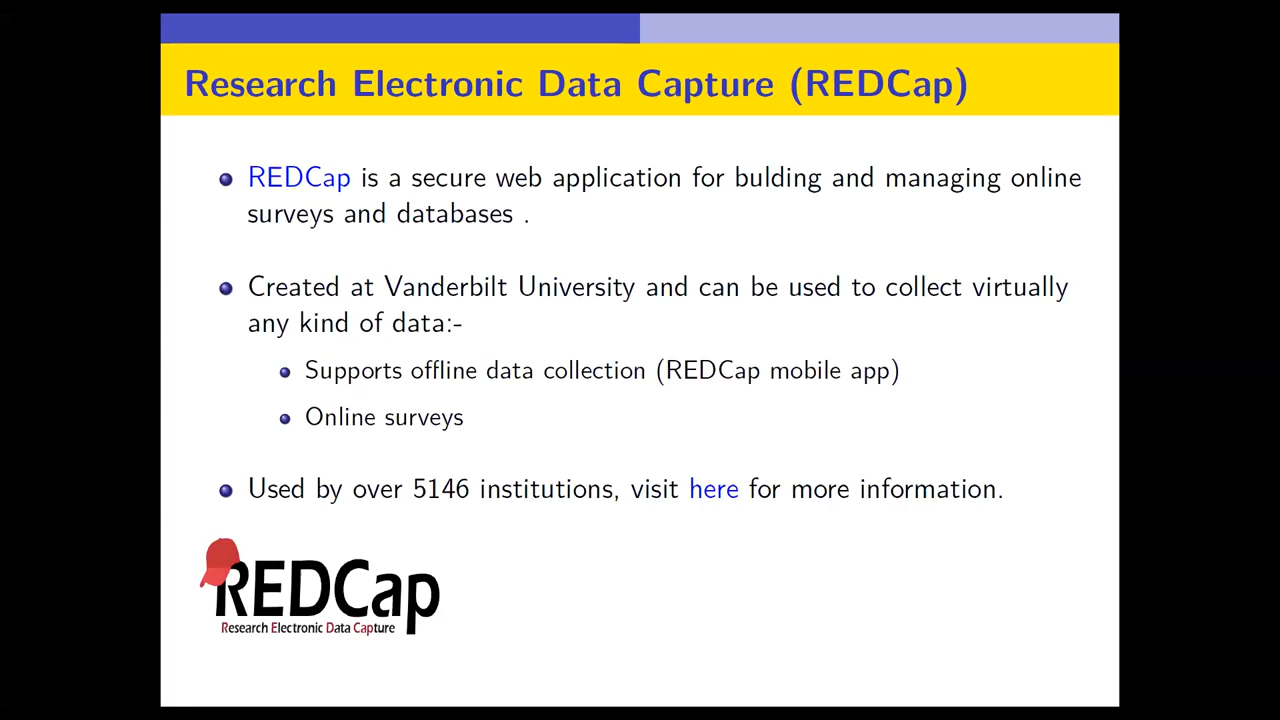 Research Electronic Data Capture (REDCap)
REDCap is a secure web application for bulding and managing online
surveys and databases .
Created at Vanderbilt University and can be used to collect virtually
any kind of data:-
Supports offline data collection (REDCap mobile app)
Online surveys
Used by over 5146 institutions, visit here for more information.
REDCap
Research Electronic Data Capture